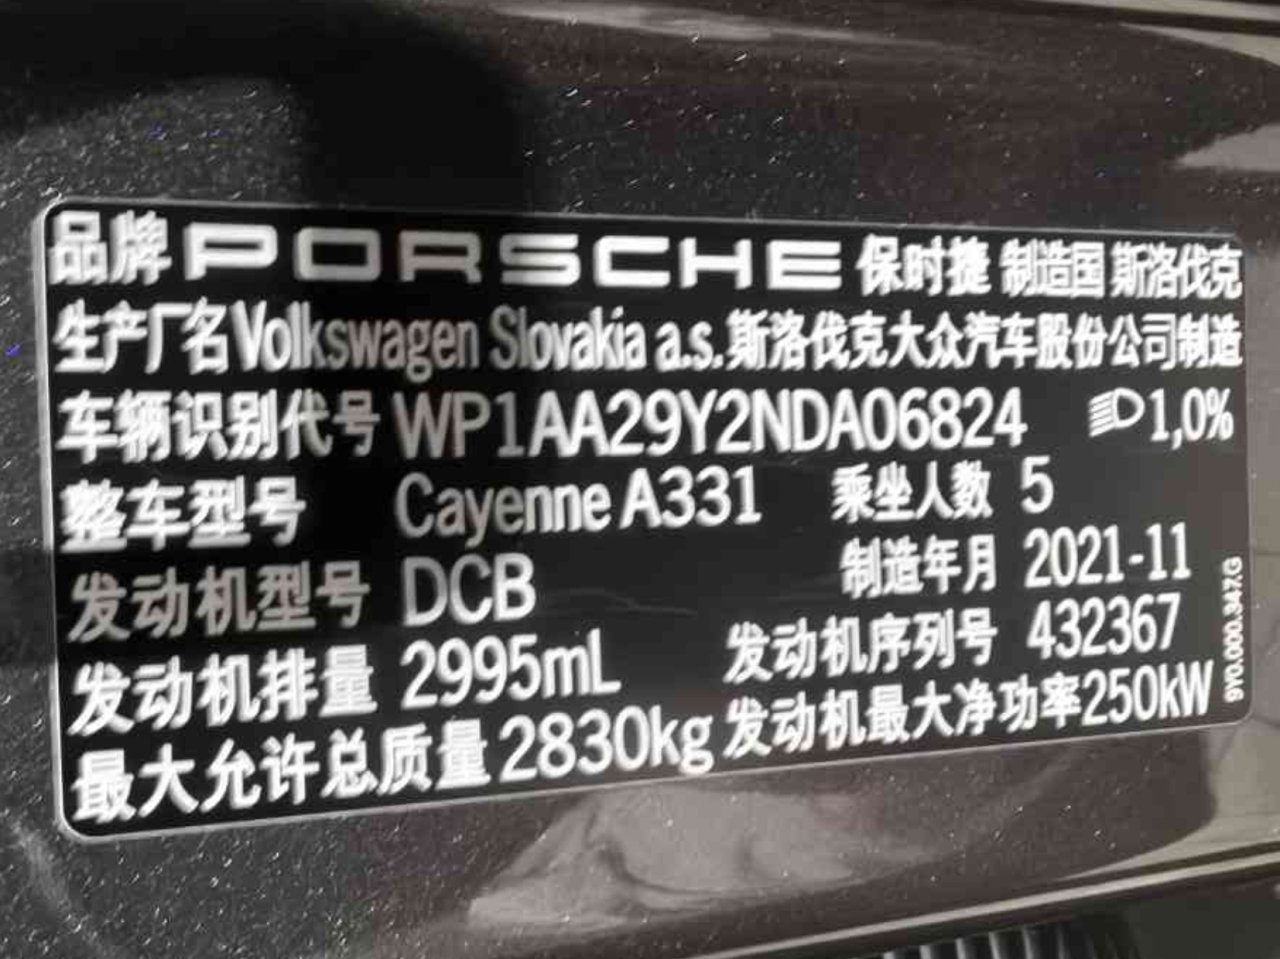 品牌 PORSCHE 保时捷 制造国 斯洛伐克
生产厂名 Volkswagen Slovakia a.s. 斯洛伐克大众汽车股份公司制造
车辆识别代号 WP1AA29Y2NDA06824 1,0%
整车型号 Cayenne A331 乘坐人数 5
发动机型号 DCB 制造年月 2021-11
发动机排量 2995mL 发动机序列号 432367
最大允许总质量 2830kg 发动机最大净功率 250kW
9Y0.000.347.G